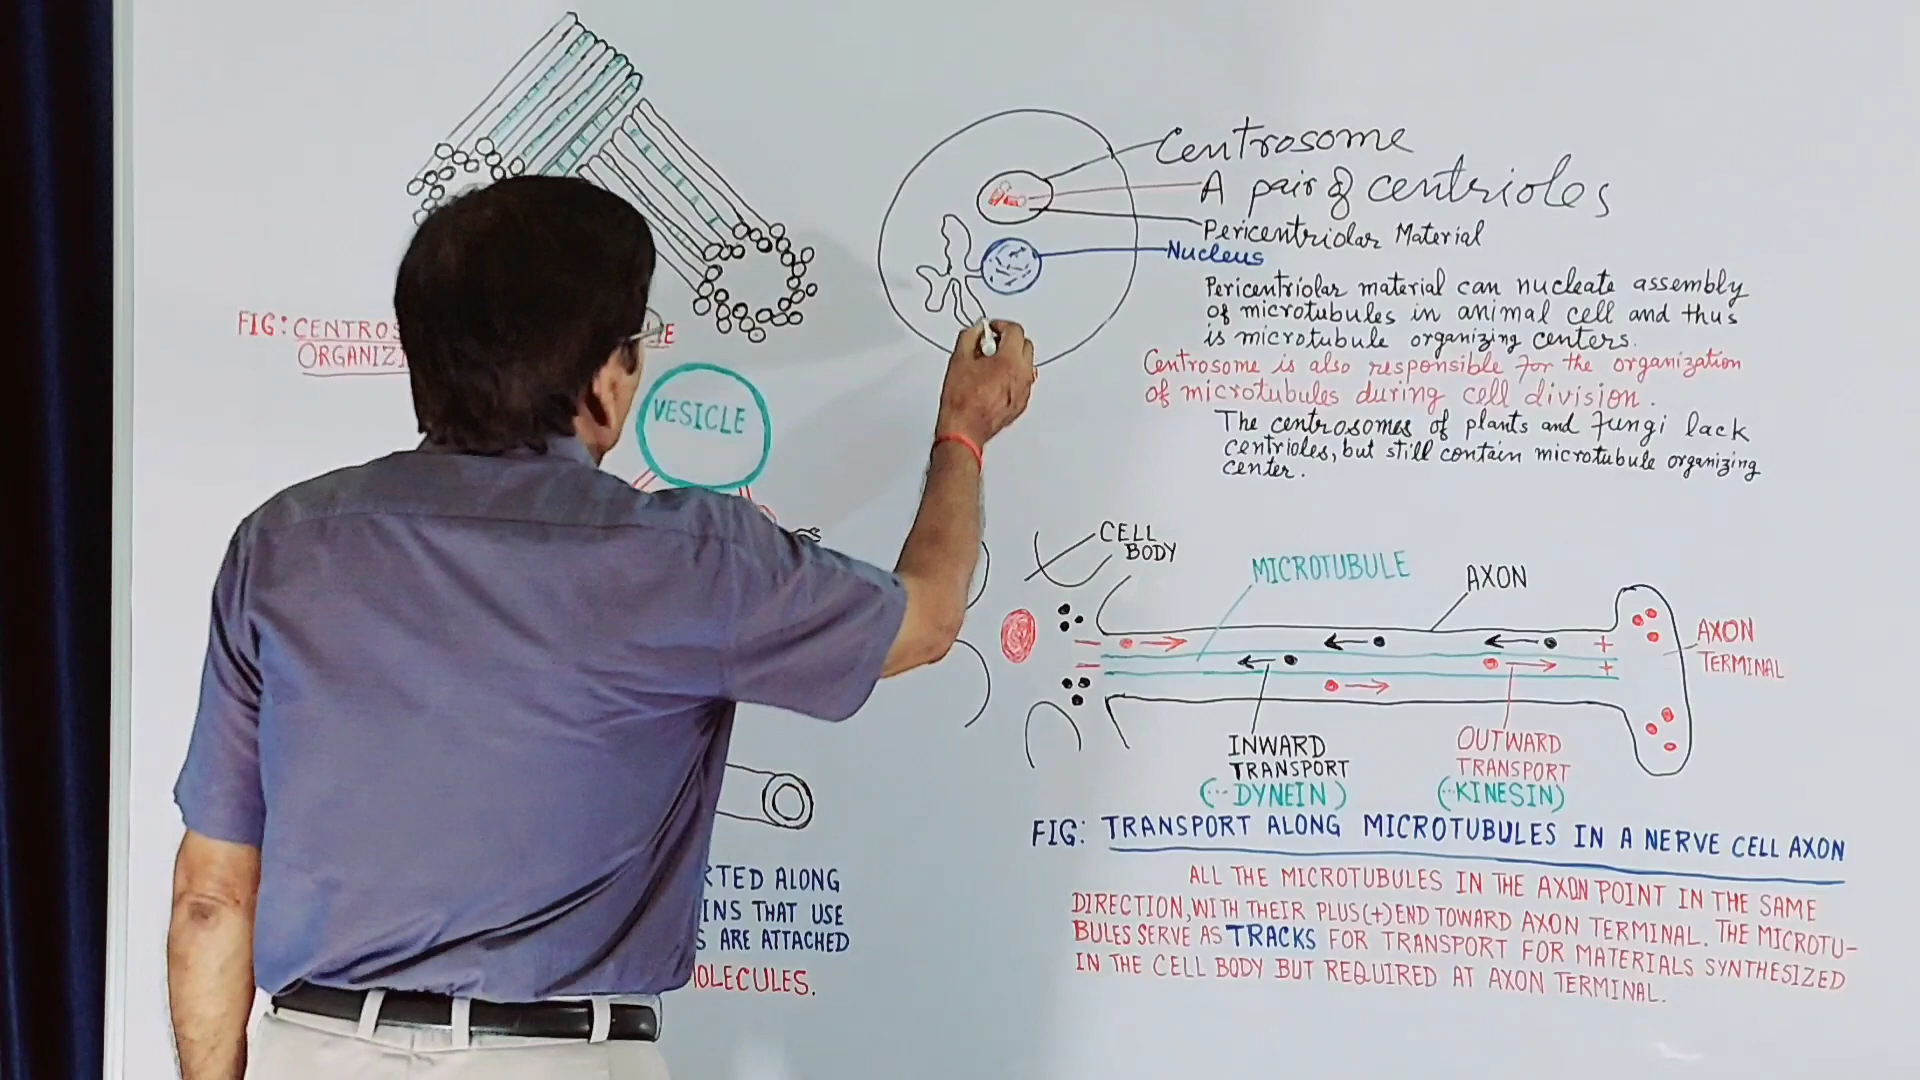 Centrosome
A pair of centrioles
Pericentriolar Material
Nucleus
Pericentriolar material can nucleate assembly
of microtubules in animal cell and thus
is microtubule organizing centers.
Centrosome is also responsible for the organization
of microtubules during cell division.
The centrosomes of plants and fungi lack
centrioles, but still contain microtubule organizing
center.
FIG: CENTROS
ORGANIZI
VESICLE
CELL
BODY
MICROTUBULE
AXON
AXON
TERMINAL
INWARD
TRANSPORT
(··· DYNEIN)
OUTWARD
TRANSPORT
(·· KINESIN)
FIG: TRANSPORT ALONG MICROTUBULES IN A NERVE CELL AXON
ALL THE MICROTUBULES IN THE AXON POINT IN THE SAME
DIRECTION, WITH THEIR PLUS(+) END TOWARD AXON TERMINAL. THE MICROTU-
BULES SERVE AS TRACKS FOR TRANSPORT FOR MATERIALS SYNTHESIZED
IN THE CELL BODY BUT REQUIRED AT AXON TERMINAL.
RTED ALONG
INS THAT USE
S ARE ATTACHED
OLECULES.